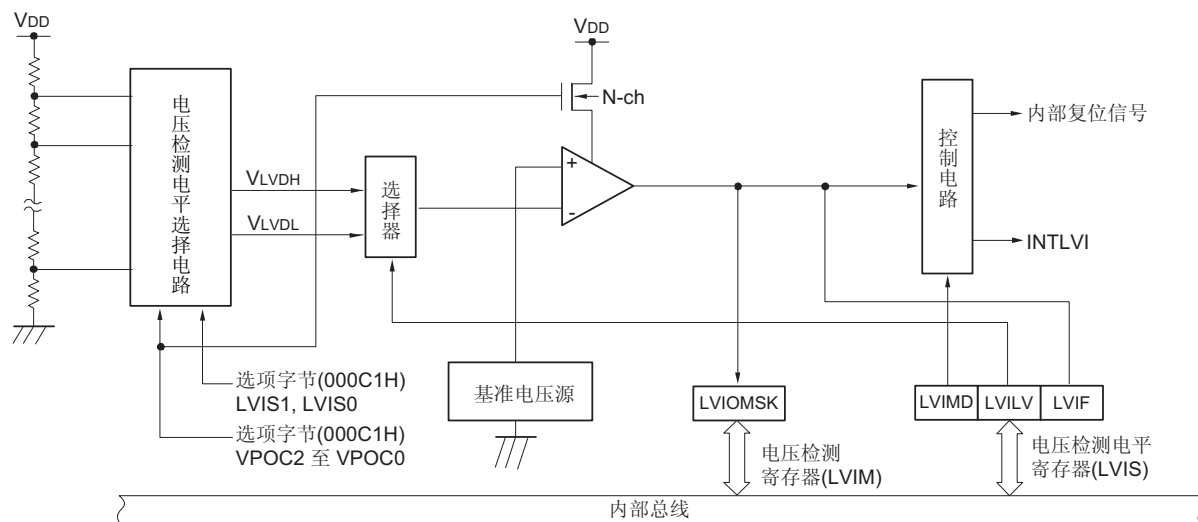 VDD
VDD
N-ch
电压检测电平选择电路
VLVDH
VLVDL
选择器
+
-
控制电路
内部复位信号
INTLVI
选项字节(000C1H)
LVIS1, LVIS0
选项字节(000C1H)
VPOC2 至 VPOC0
基准电压源
LVIOMSK
LVIMD
LVILV
LVIF
电压检测
寄存器(LVIM)
电压检测电平
寄存器(LVIS)
内部总线